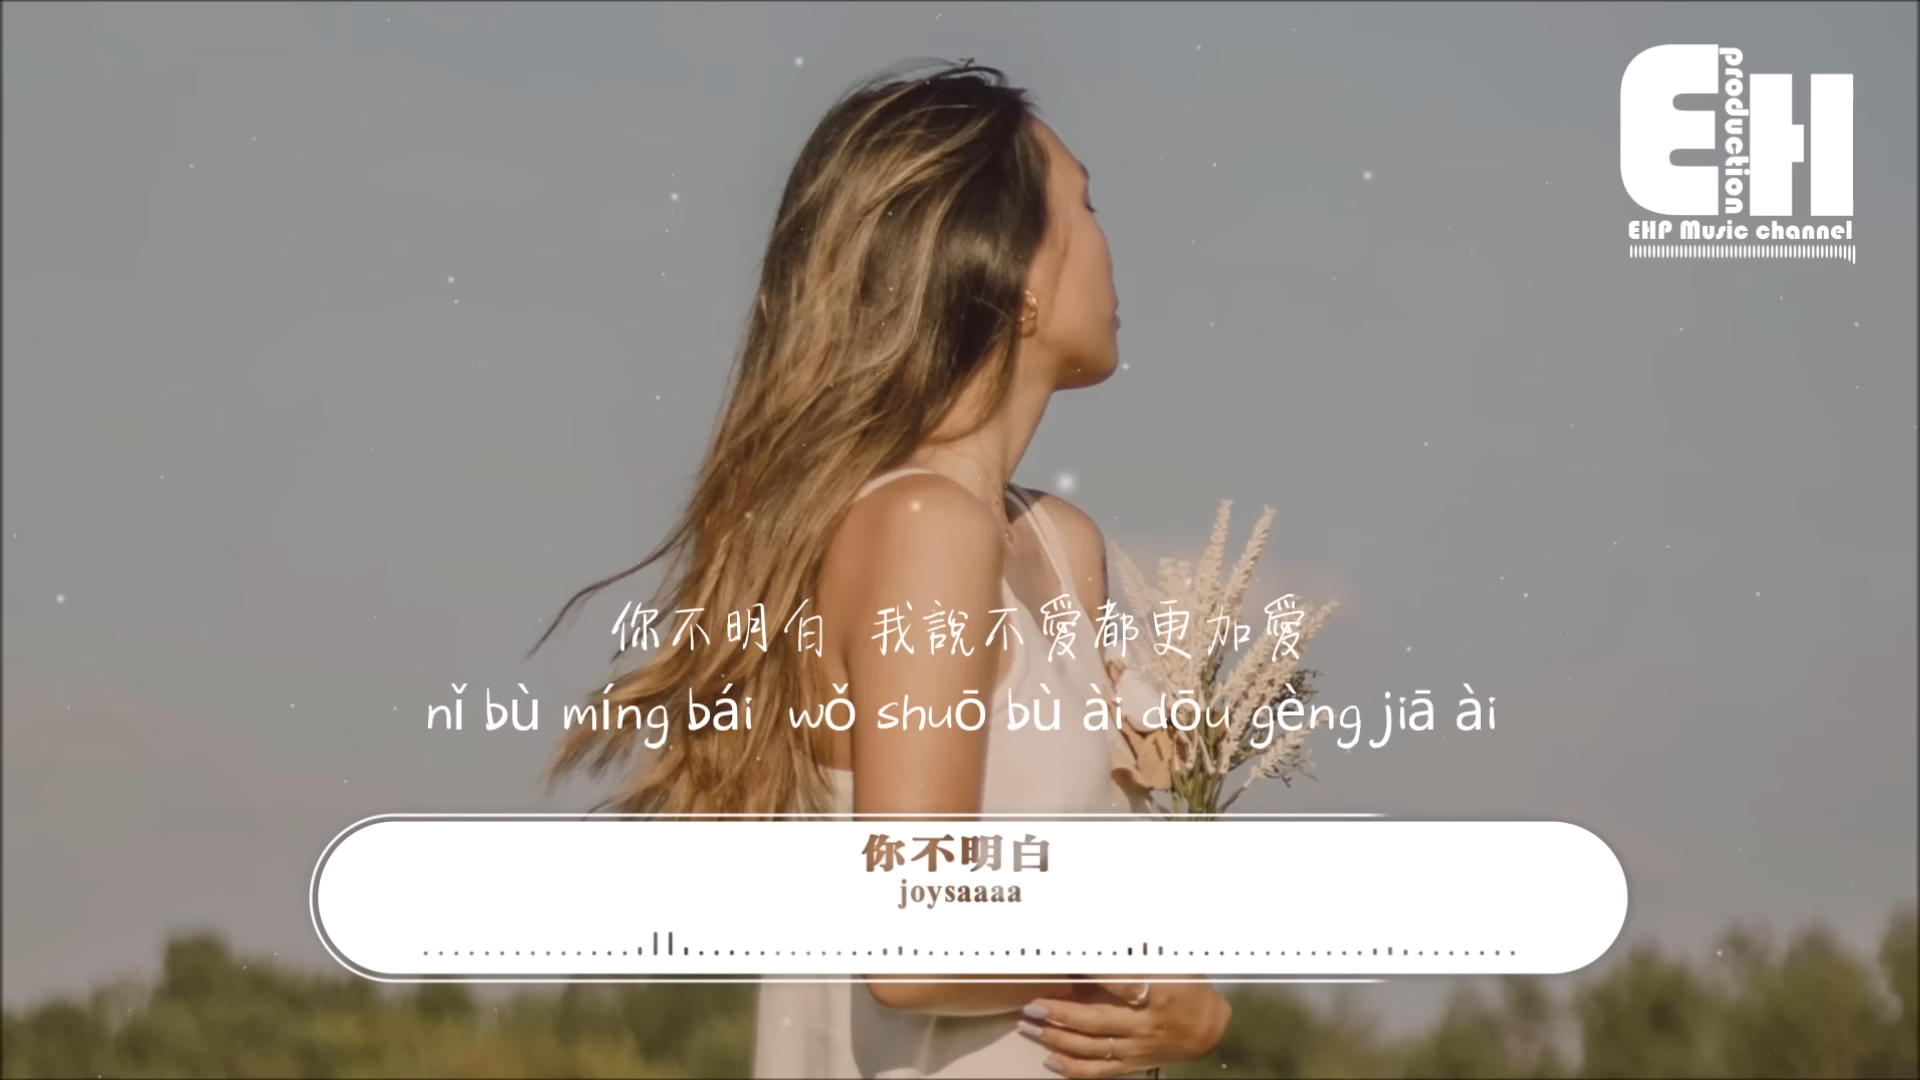 EH
production
EHP Music channel
你不明白 我說不愛都更加愛
nǐ bù míng bái wǒ shuō bù ài dōu gèng jiā ài
你不明白
joysaaaa